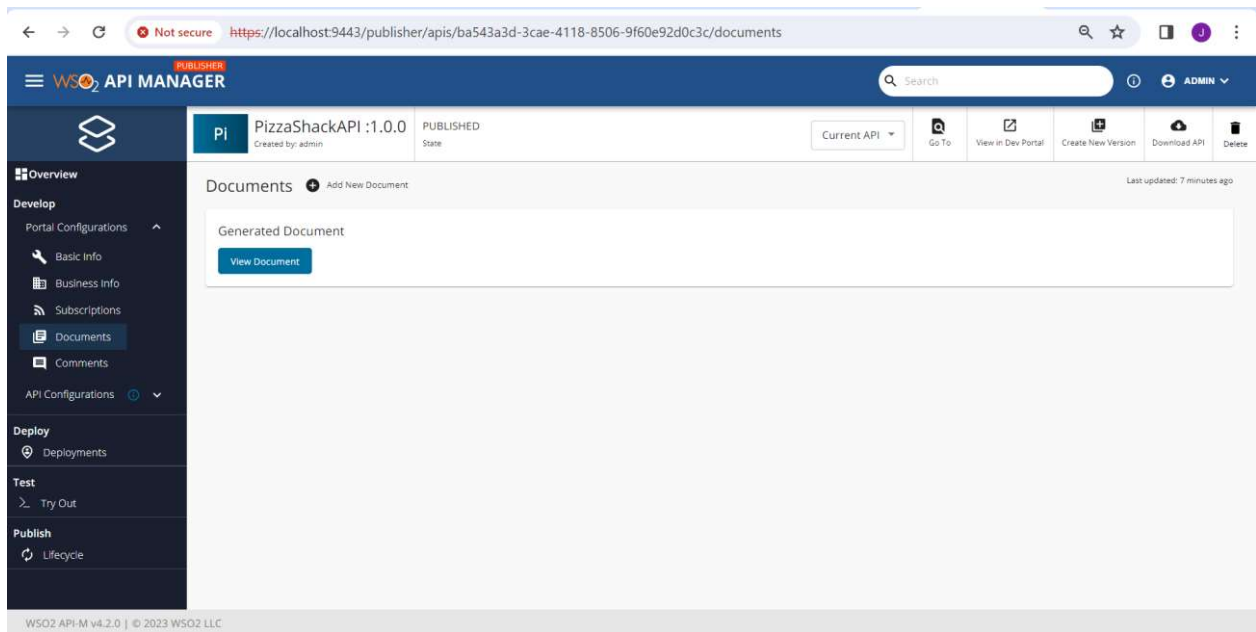 Not secure https://localhost:9443/publisher/apis/ba543a3d-3cae-4118-8506-9f60e92d0c3c/documents J
PUBLISHER
WSO2 API MANAGER Search ADMIN
Pi PizzaShackAPI :1.0.0 PUBLISHED Current API Go To View in Dev Portal Create New Version Download API Delete
Created by: admin State
Overview
Documents Add New Document Last updated: 7 minutes ago
Develop
Portal Configurations
Generated Document
Basic Info
View Document
Business Info
Subscriptions
Documents
Comments
API Configurations
Deploy
Deployments
Test
Try Out
Publish
Lifecycle
WSO2 API-M v4.2.0 | © 2023 WSO2 LLC